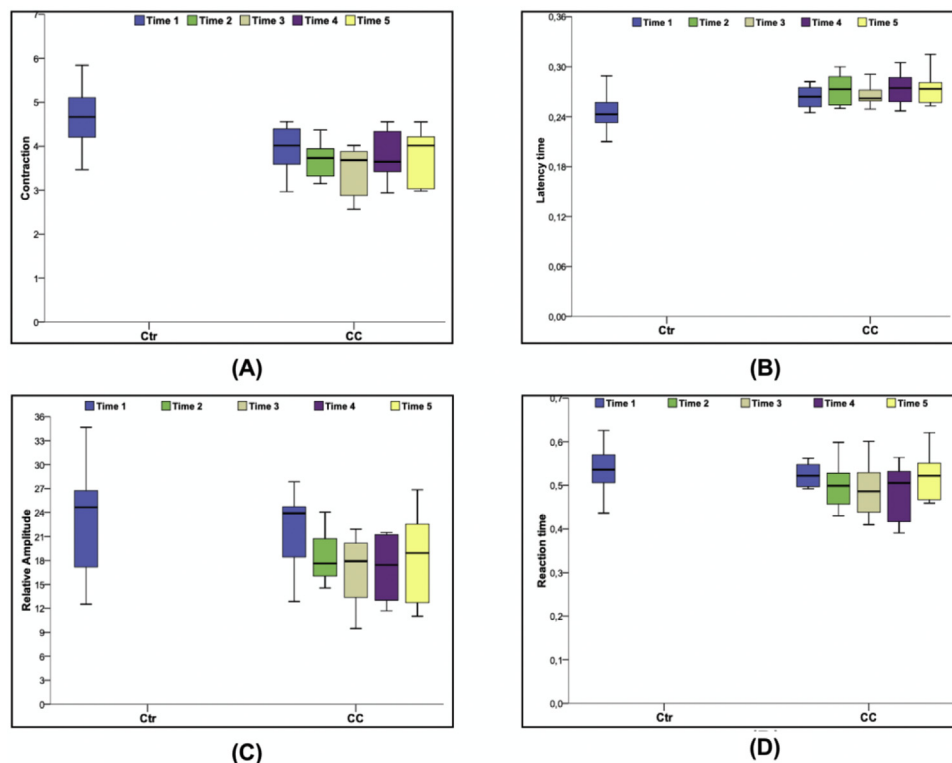 Time 1 Time 2 Time 3 Time 4 Time 5
7
6
5
4
3
2
1
0
Contraction
Ctr CC
(A)
Time 1 Time 2 Time 3 Time 4 Time 5
0,36
0,30
0,24
0,18
0,12
0,06
0,00
Latency time
Ctr CC
(B)
Time 1 Time 2 Time 3 Time 4 Time 5
36
33
30
27
24
21
18
15
12
9
6
3
0
Relative Amplitude
Ctr CC
(C)
Time 1 Time 2 Time 3 Time 4 Time 5
0,7
0,6
0,5
0,4
0,3
0,2
0,1
0,0
Reaction time
Ctr CC
(D)